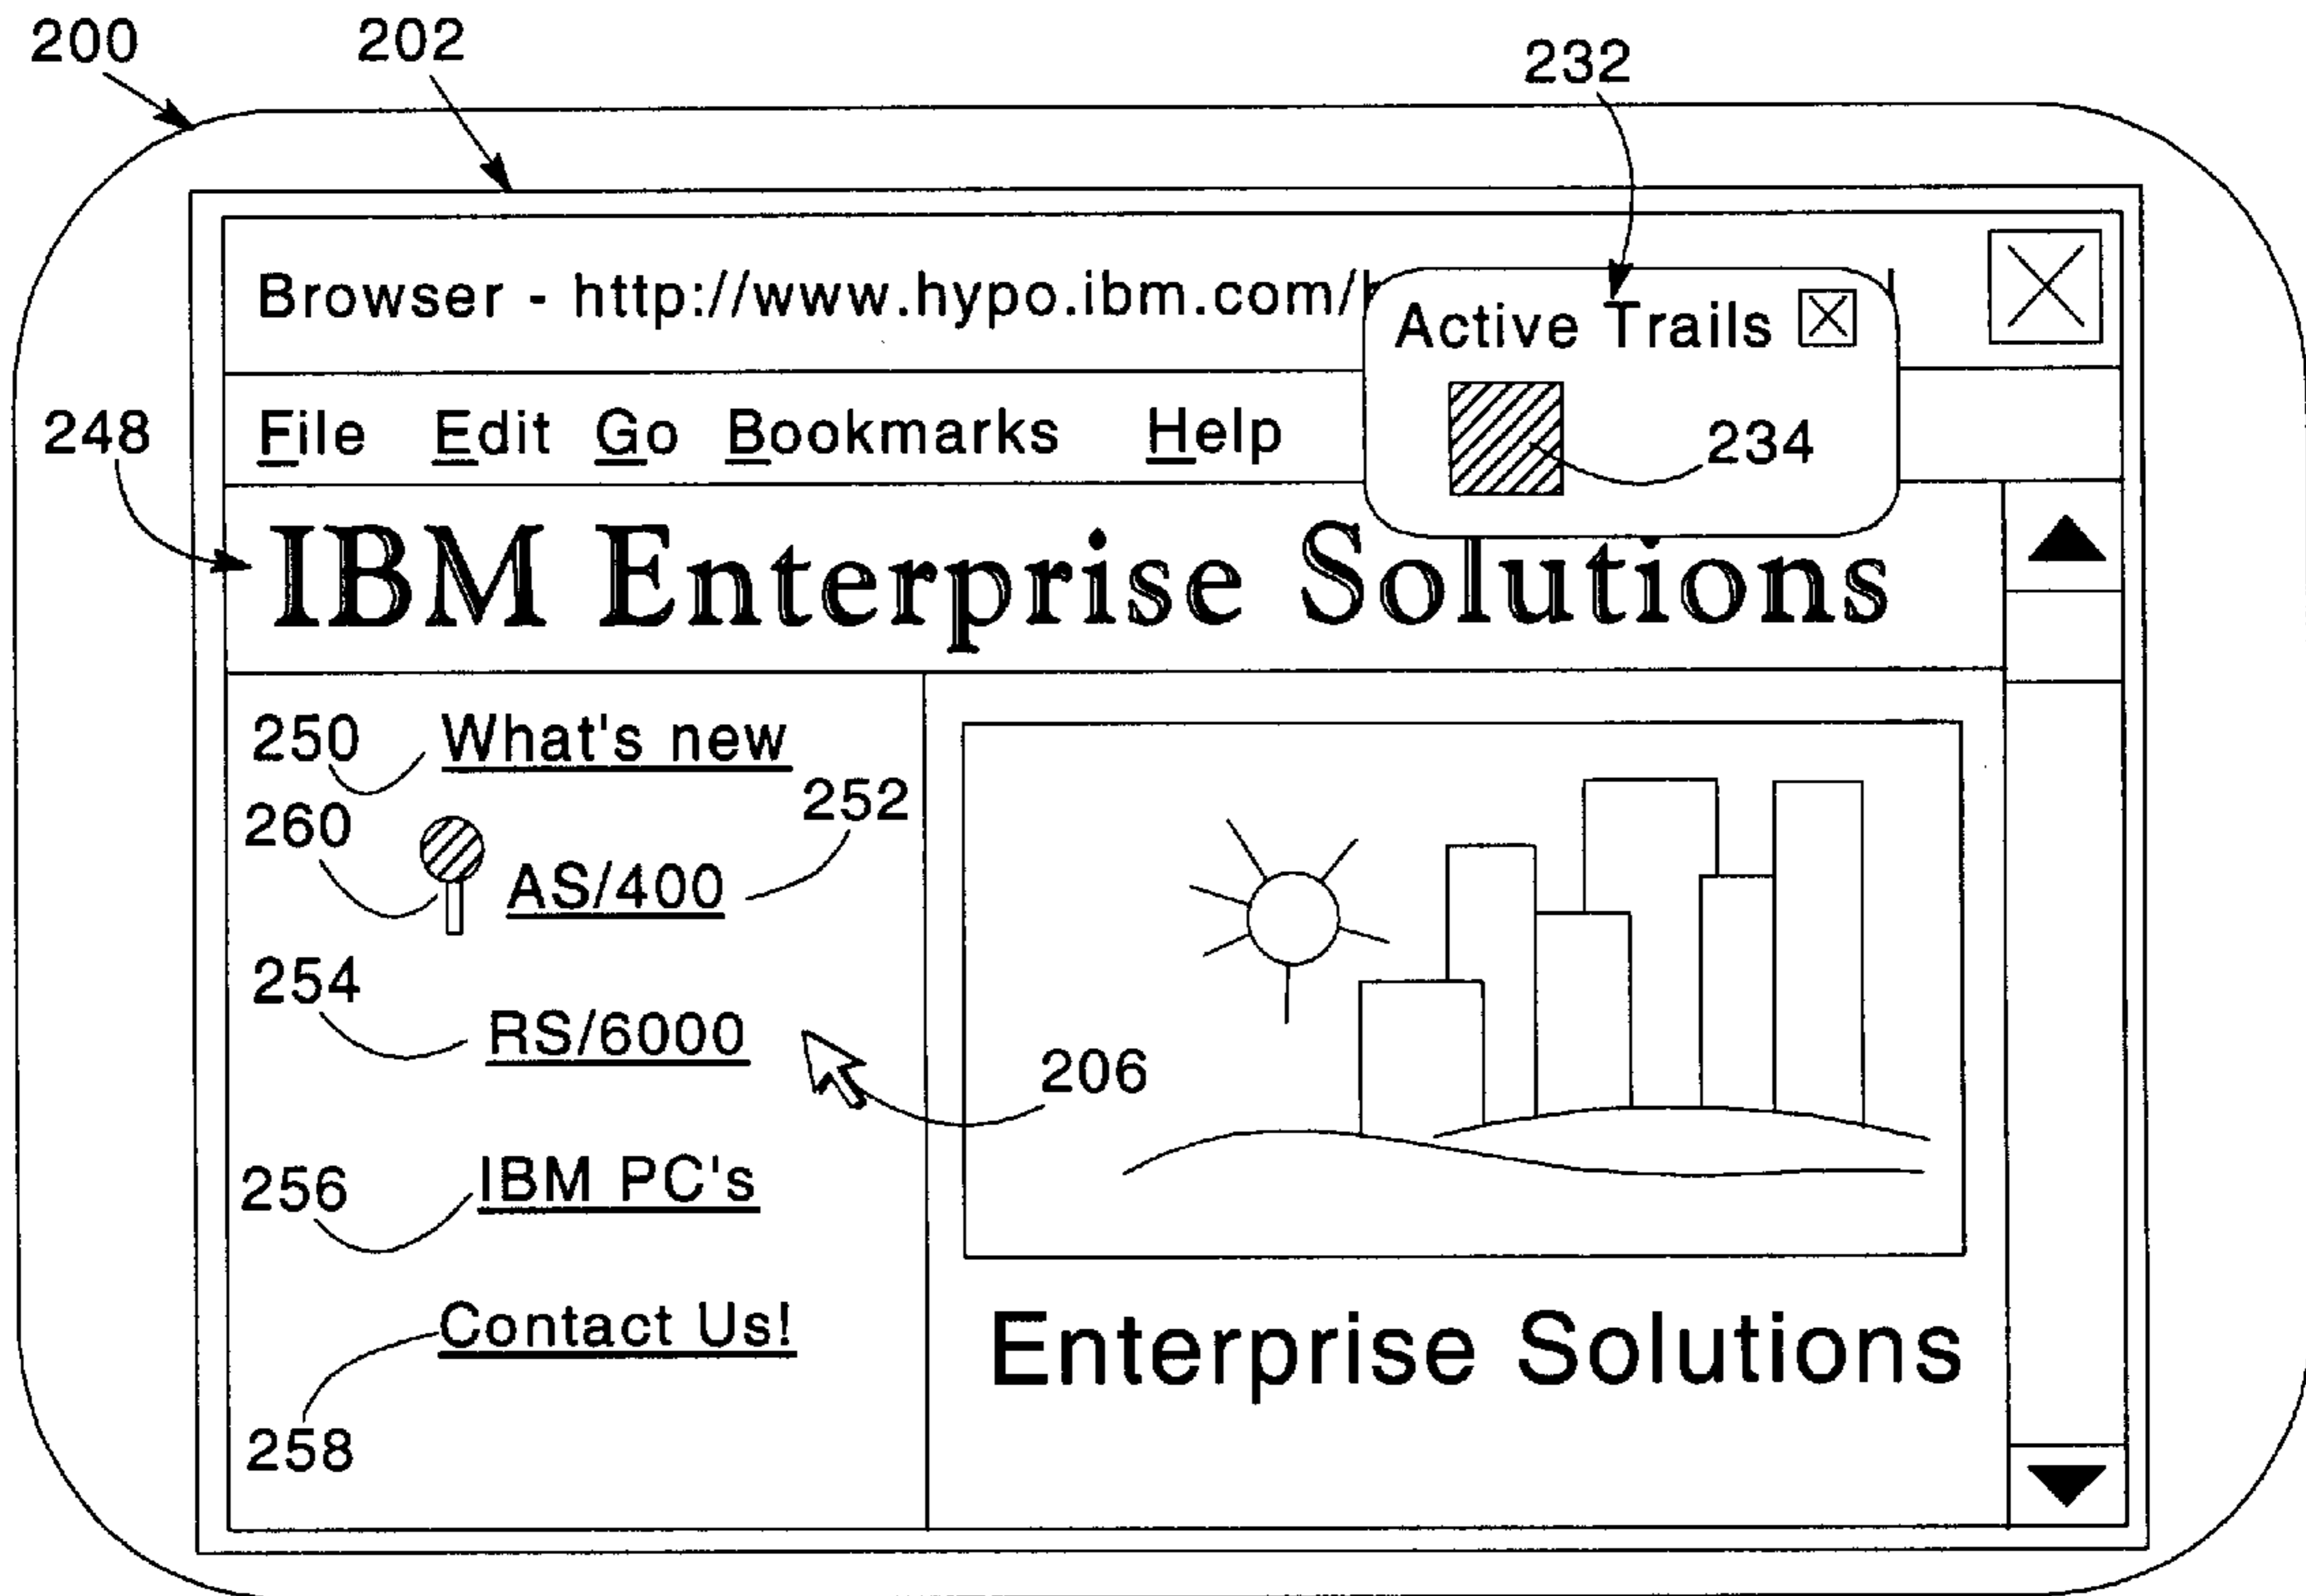 200
202
232
Browser - http://www.hypo.ibm.com/
Active Trails
248
File Edit Go Bookmarks Help
234
IBM Enterprise Solutions
250
What's new
252
260
AS/400
254
RS/6000
206
256
IBM PC's
Contact Us!
Enterprise Solutions
258